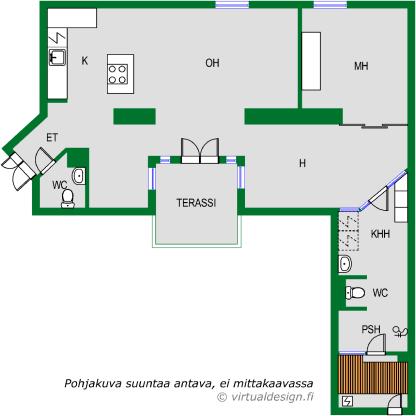 K
OH
MH
ET
H
WC
TERASSI
KHH
WC
PSH
Pohjakuva suuntaa antava, ei mittakaavassa
© virtualdesign.fi